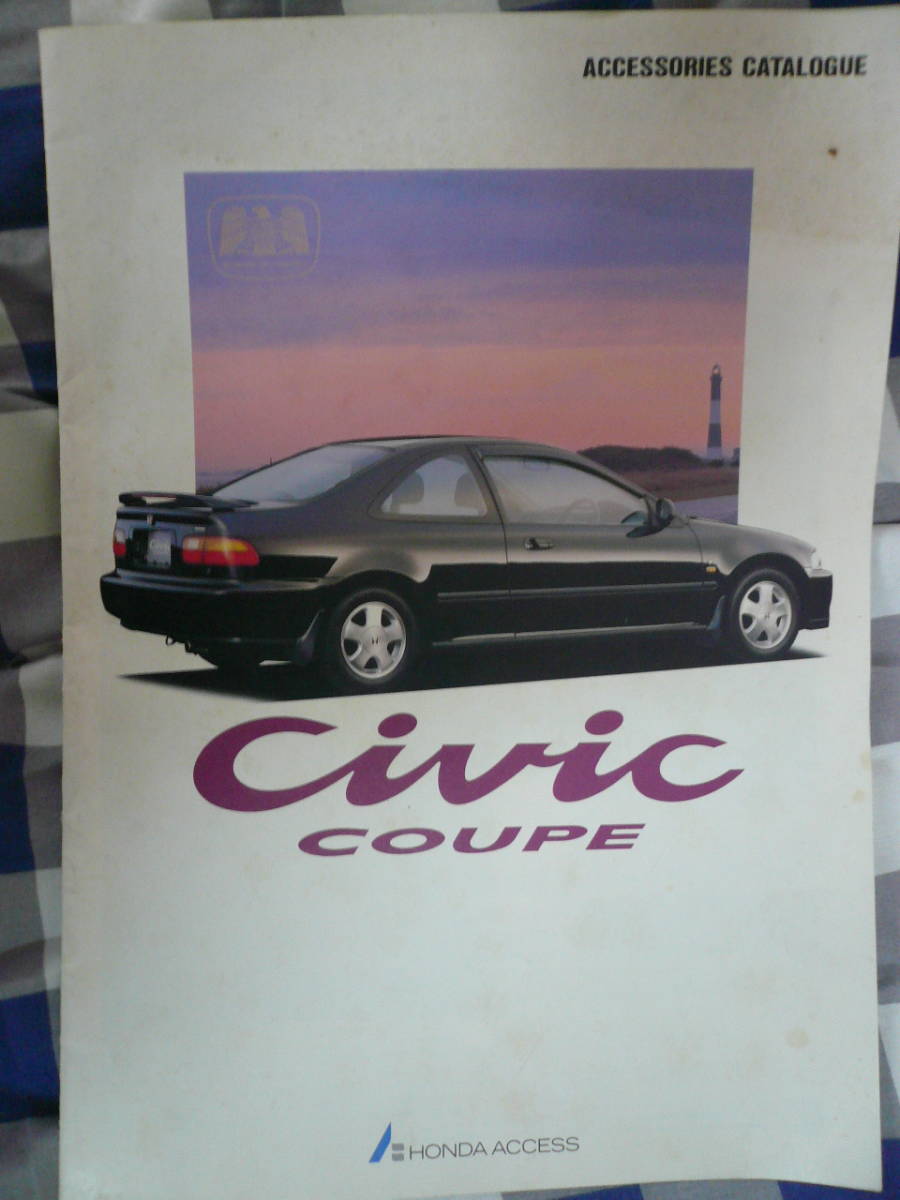 ACCESSORIES CATALOGUE
Civic
COUPE
HONDA ACCESS